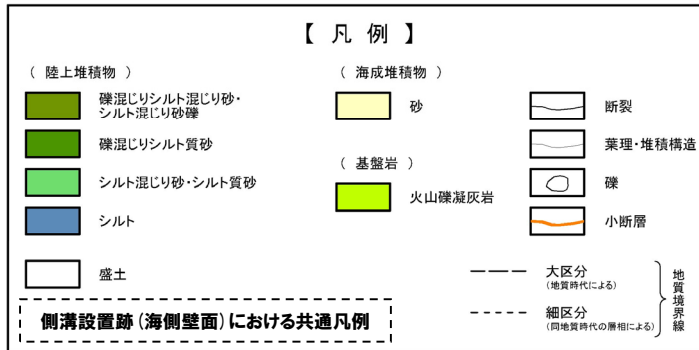 【 凡 例 】
( 陸上堆積物 )
礫混じりシルト混じり砂・
シルト混じり砂礫
礫混じりシルト質砂
シルト混じり砂・シルト質砂
シルト
盛土
( 海成堆積物 )
砂
( 基盤岩 )
火山礫凝灰岩
断裂
葉理・堆積構造
礫
小断層
大区分
(地質時代による)
細区分
(同地質時代の層相による)
地質境界線
側溝設置跡(海側壁面)における共通凡例